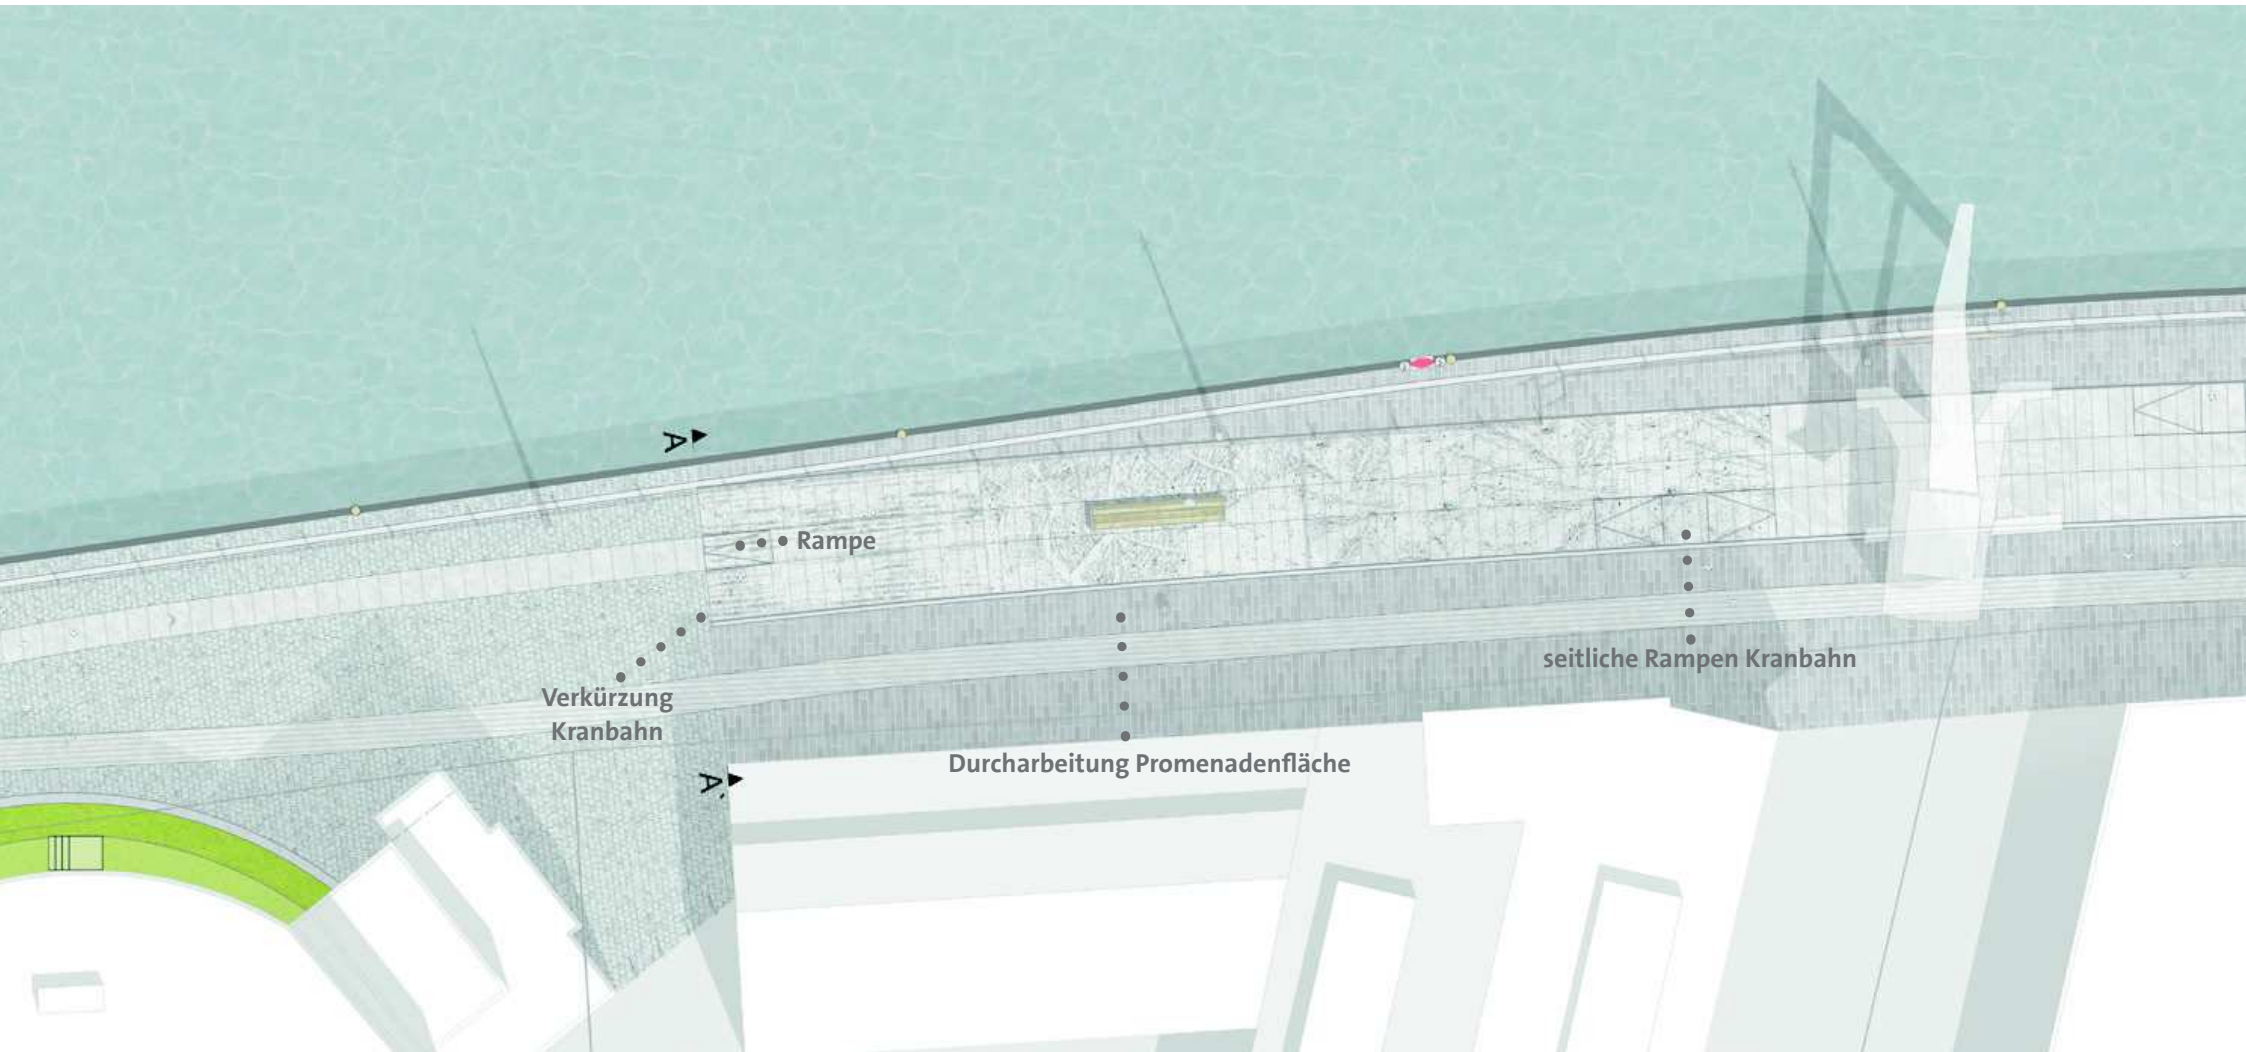 A
Rampe
Verkürzung
Kranbahn
seitliche Rampen Kranbahn
Durcharbeitung Promenadenfläche
A'